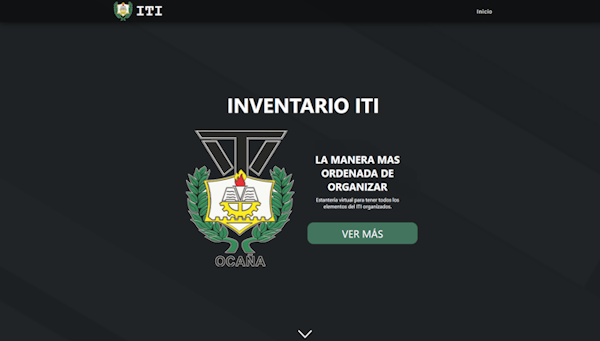 ITI
Inicio
INVENTARIO ITI
LA MANERA MAS
ORDENADA DE
ORGANIZAR
Estantería virtual para tener todos los
elementos del ITI organizados.
VER MÁS
ITI
OCAÑA